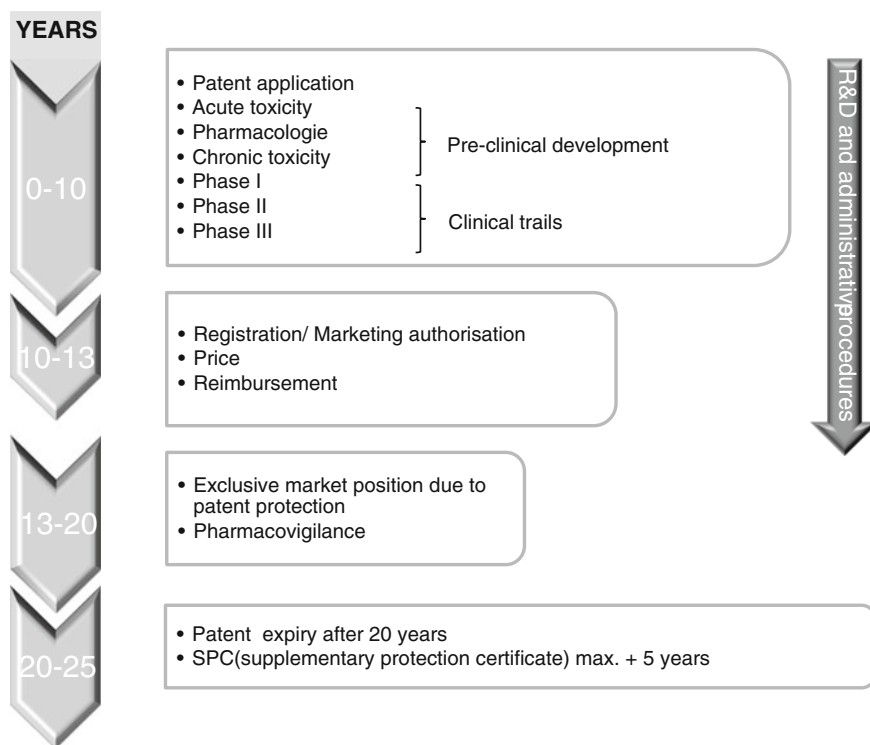 YEARS
0-10
• Patent application
• Acute toxicity
• Pharmacologie
• Chronic toxicity
• Phase I
• Phase II
• Phase III
Pre-clinical development
Clinical trails
10-13
• Registration/ Marketing authorisation
• Price
• Reimbursement
13-20
• Exclusive market position due to
patent protection
• Pharmacovigilance
20-25
• Patent expiry after 20 years
• SPC(supplementary protection certificate) max. + 5 years
R&D and administrativeprocedures